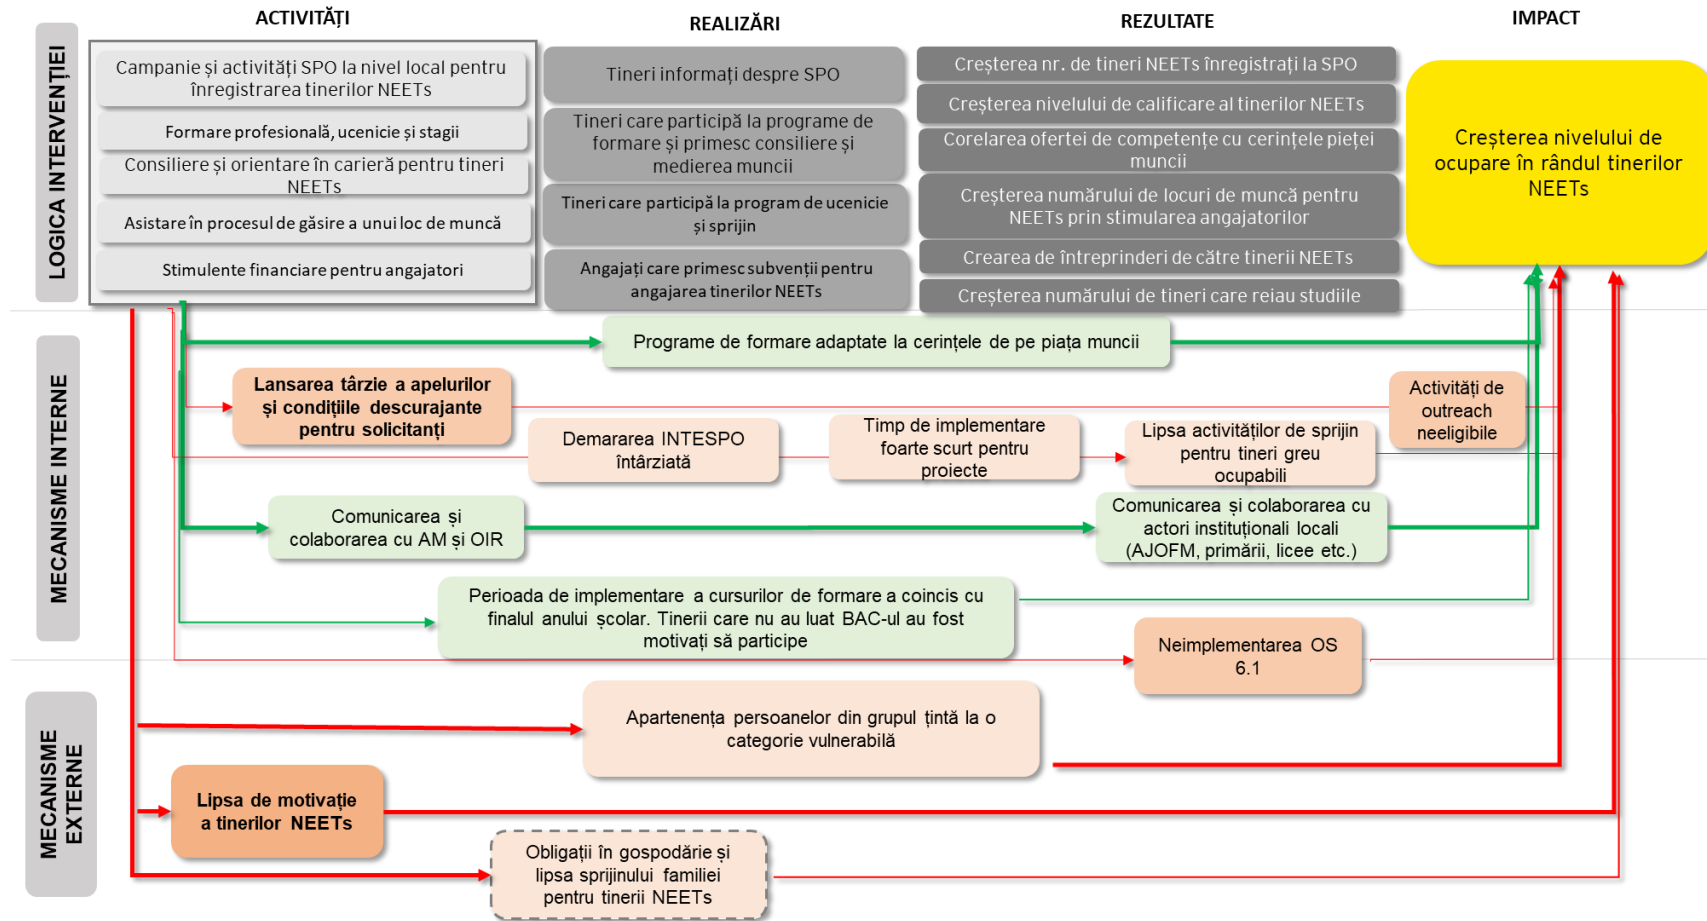 ACTIVITĂȚI
REALIZĂRI
REZULTATE
IMPACT
LOGICA INTERVENȚIEI
Campanie și activități SPO la nivel local pentru
înregistrarea tinerilor NEETs
Formare profesională, ucenicie și stagii
Consiliere și orientare în carieră pentru tineri
NEETs
Asistare în procesul de găsire a unui loc de muncă
Stimulente financiare pentru angajatori
Tineri informați despre SPO
Tineri care participă la programe de
formare și primesc consiliere și
medierea muncii
Tineri care participă la program de ucenicie
și sprijin
Angajați care primesc subvenții pentru
angajarea tinerilor NEETs
Creșterea nr. de tineri NEETs înregistrați la SPO
Creșterea nivelului de calificare al tinerilor NEETs
Corelarea ofertei de competențe cu cerințele pieței
muncii
Creșterea numărului de locuri de muncă pentru
NEETs prin stimularea angajatorilor
Crearea de întreprinderi de către tinerii NEETs
Creșterea numărului de tineri care reiau studiile
Creșterea nivelului de
ocupare în rândul tinerilor
NEETs
MECANISME INTERNE
Programe de formare adaptate la cerințele de pe piața muncii
Lansarea târzie a apelurilor
și condițiile descurajante
pentru solicitanți
Activități de
outreach
neeligibile
Demararea INTESPO
întârziată
Timp de implementare
foarte scurt pentru
proiecte
Lipsa activităților de sprijin
pentru tineri greu
ocupabili
Comunicarea și
colaborarea cu AM și OIR
Comunicarea și colaborarea cu
actori instituționali locali
(AJOFM, primării, licee etc.)
Perioada de implementare a cursurilor de formare a coincis cu
finalul anului școlar. Tinerii care nu au luat BAC-ul au fost
motivați să participe
Neimplementarea OS
6.1
MECANISME
EXTERNE
Apartenența persoanelor din grupul țintă la o
categorie vulnerabilă
Lipsa de motivație
a tinerilor NEETs
Obligații în gospodărie și
lipsa sprijinului familiei
pentru tinerii NEETs